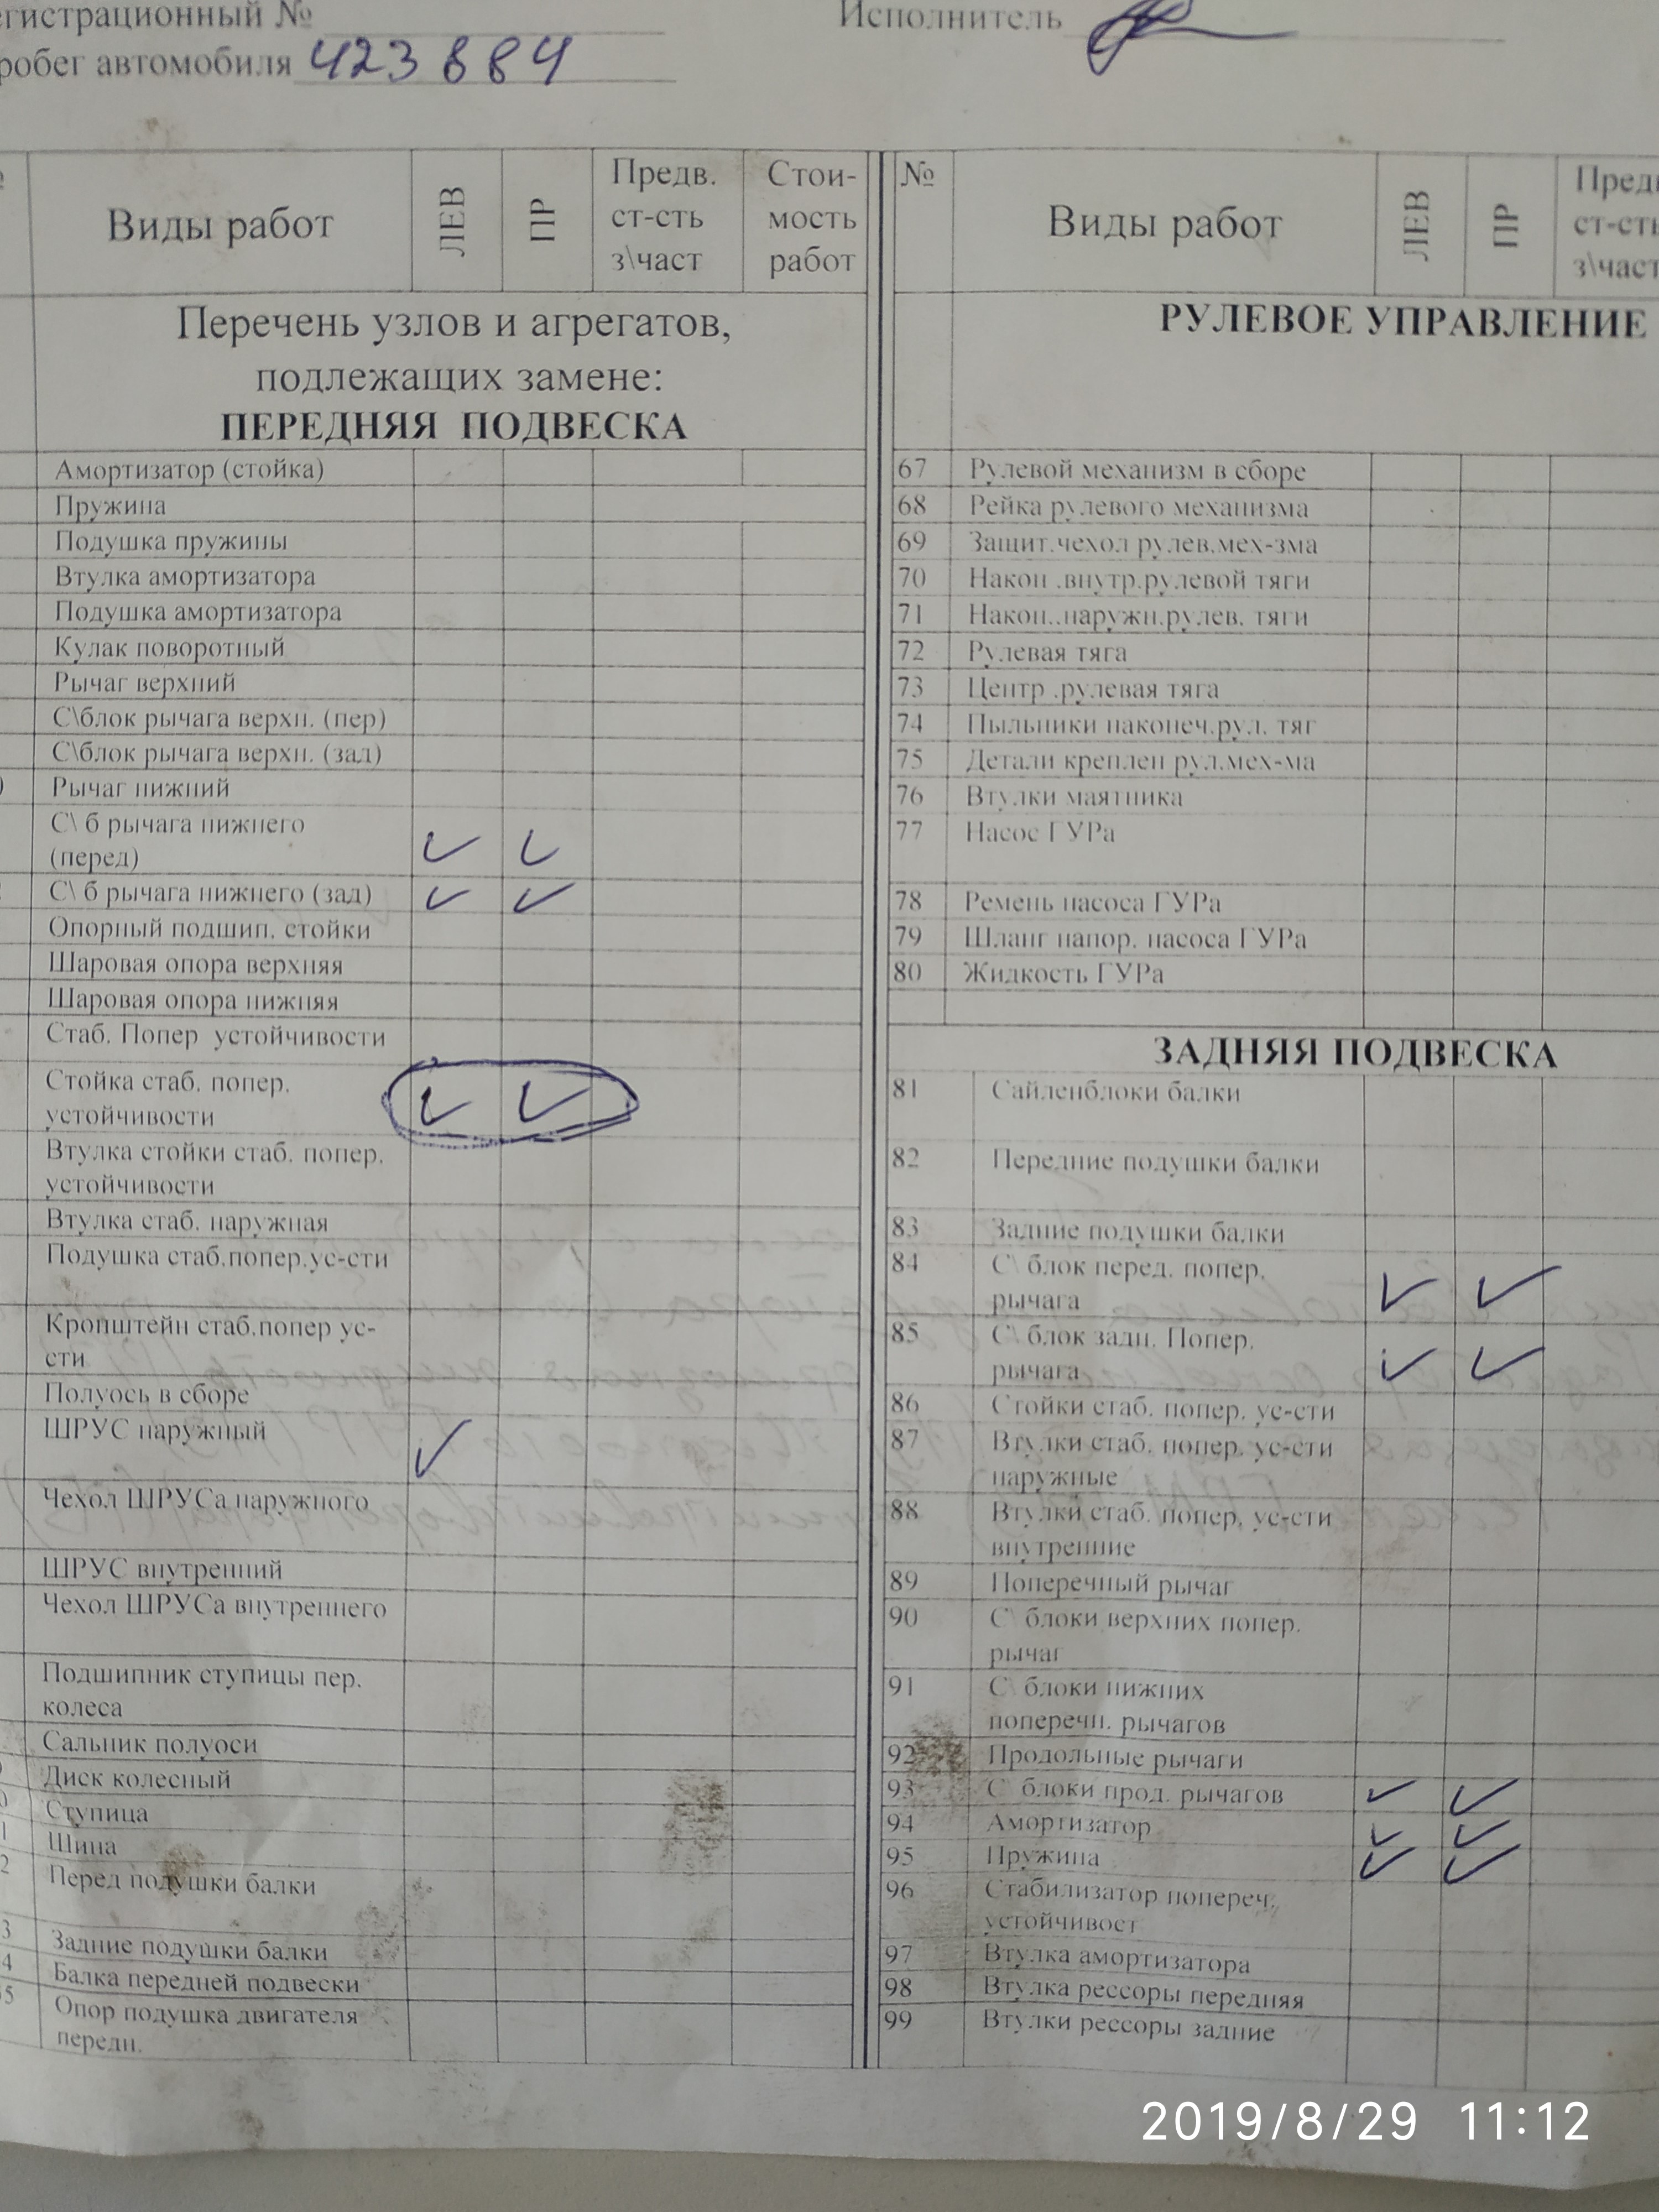 егистрационный №
Исполнитель
робег автомобиля 423 884
Виды работ
ЛЕВ
ПР
Предв.
ст-сть
з\част
Стои-
мость
работ
Перечень узлов и агрегатов,
подлежащих замене:
ПЕРЕДНЯЯ ПОДВЕСКА
Амортизатор (стойка)
Пружина
Подушка пружины
Втулка амортизатора
Подушка амортизатора
Кулак поворотный
Рычаг верхний
С\блок рычага верхн. (пер)
С\блок рычага верхн. (зад)
Рычаг нижний
С\ б рычага нижнего
(перед) ✓ ✓
С\ б рычага нижнего (зад) ✓ ✓
Опорный подшип. стойки
Шаровая опора верхняя
Шаровая опора нижняя
Стаб. Попер устойчивости
Стойка стаб. попер.
устойчивости ✓ ✓
Втулка стойки стаб. попер.
устойчивости
Втулка стаб. наружная
Подушка стаб.попер.ус-сти
Кронштейн стаб.попер ус-
сти
Полуось в сборе
ШРУС наружный ✓
Чехол ШРУСа наружного
ШРУС внутренний
Чехол ШРУСа внутреннего
Подшипник ступицы пер.
колеса
Сальник полуоси
Диск колесный
0 Ступица
1 Шина
2 Перед подушки балки
3 Задние подушки балки
4 Балка передней подвески
5 Опор подушка двигателя
передн.
№
Виды работ
ЛЕВ
ПР
Пред
ст-сть
з\част
РУЛЕВОЕ УПРАВЛЕНИЕ
67 Рулевой механизм в сборе
68 Рейка рулевого механизма
69 Защит.чехол рулев.мех-зма
70 Након .внутр.рулевой тяги
71 Након..наружн.рулев. тяги
72 Рулевая тяга
73 Центр .рулевая тяга
74 Пыльники наконеч.рул. тяг
75 Детали креплен рул.мех-ма
76 Втулки маятника
77 Насос ГУРа
78 Ремень насоса ГУРа
79 Шланг напор. насоса ГУРа
80 Жидкость ГУРа
ЗАДНЯЯ ПОДВЕСКА
81 Сайленблоки балки
82 Передние подушки балки
83 Задние подушки балки
84 С\ блок перед. попер.
рычага ✓ ✓
85 С\ блок задн. Попер.
рычага ✓ ✓
86 Стойки стаб. попер. ус-сти
87 Втулки стаб. попер. ус-сти
наружные
88 Втулки стаб. попер. ус-сти
внутренние
89 Поперечный рычаг
90 С\ блоки верхних попер.
рычаг
91 С\ блоки нижних
поперечн. рычагов
92 Продольные рычаги
93 С\ блоки прод. рычагов ✓ ✓
94 Амортизатор ✓ ✓
95 Пружина ✓ ✓
96 Стабилизатор попереч.
устойчивост
97 Втулка амортизатора
98 Втулка рессоры передняя
99 Втулки рессоры задние
2019/8/29 11:12